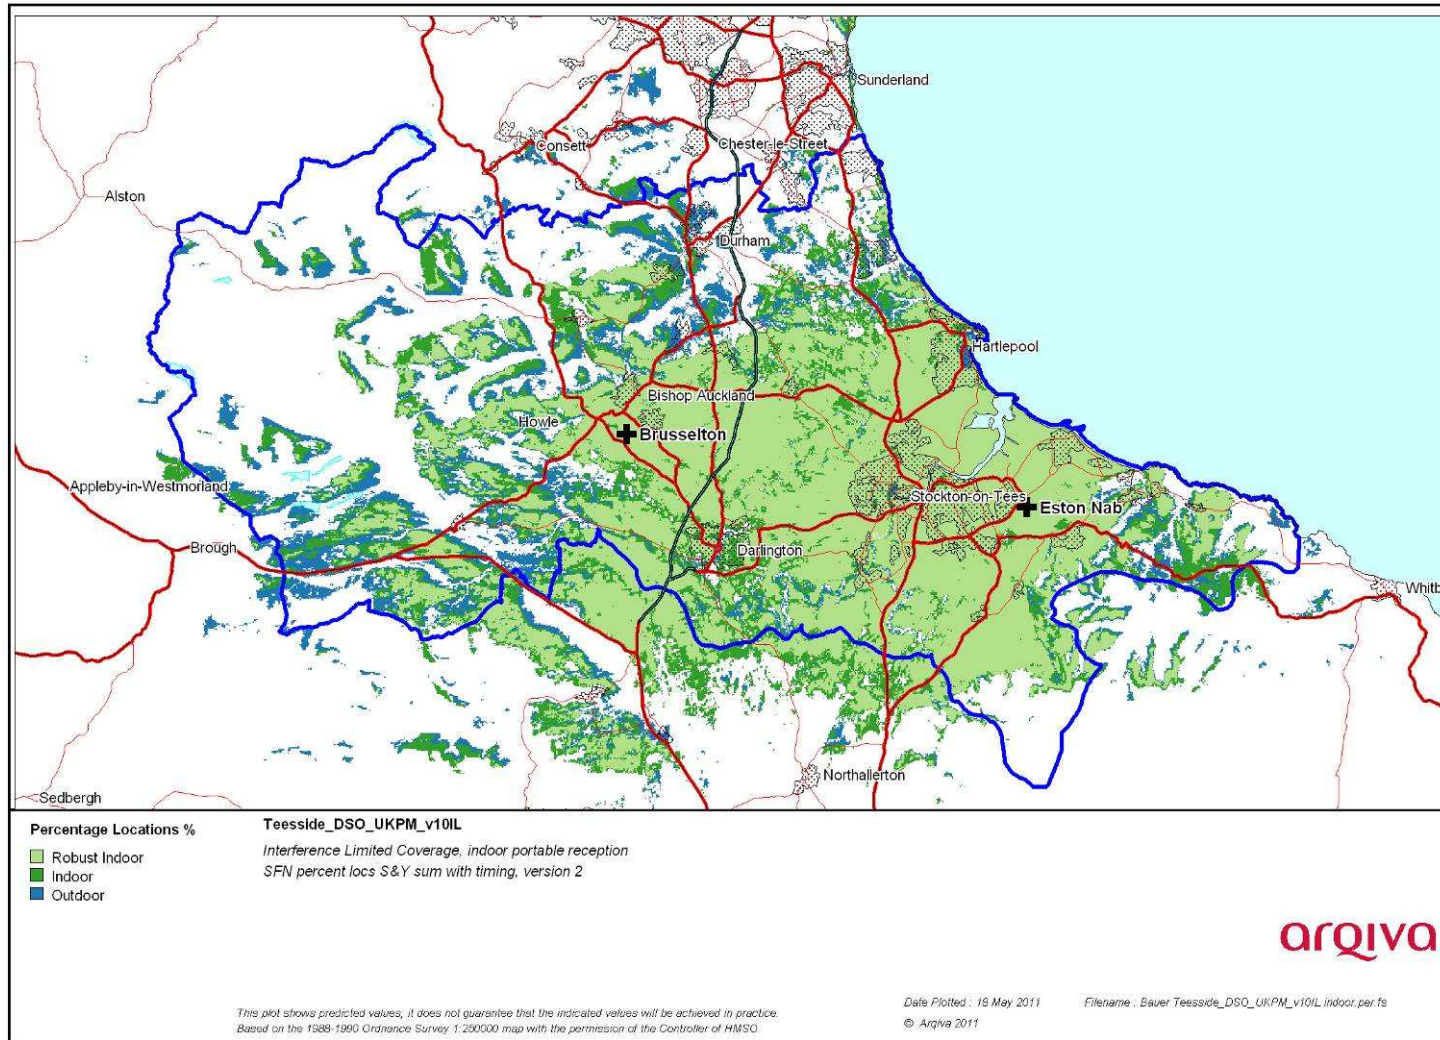 Sunderland
Consett
Chester-le-Street
Alston
Durham
Hartlepool
Bishop Auckland
Howle
Brusselton
Appleby-in-Westmorland
Stockton-on-Tees
Eston Nab
Brough
Darlington
Whitb
Northallerton
Sedbergh
Percentage Locations %
Robust Indoor
Indoor
Outdoor
Teesside_DSO_UKPM_v10IL
Interference Limited Coverage, indoor portable reception
SFN percent locs S&Y sum with timing, version 2
arqiva
This plot shows predicted values; it does not guarantee that the indicated values will be achieved in practice.
Based on the 1988-1990 Ordnance Survey 1:250000 map with the permission of the Controller of HMSO
Date Plotted : 18 May 2011
© Arqiva 2011
Filename : Bauer Teesside_DSO_UKPM_v10IL.indoor.per.fs